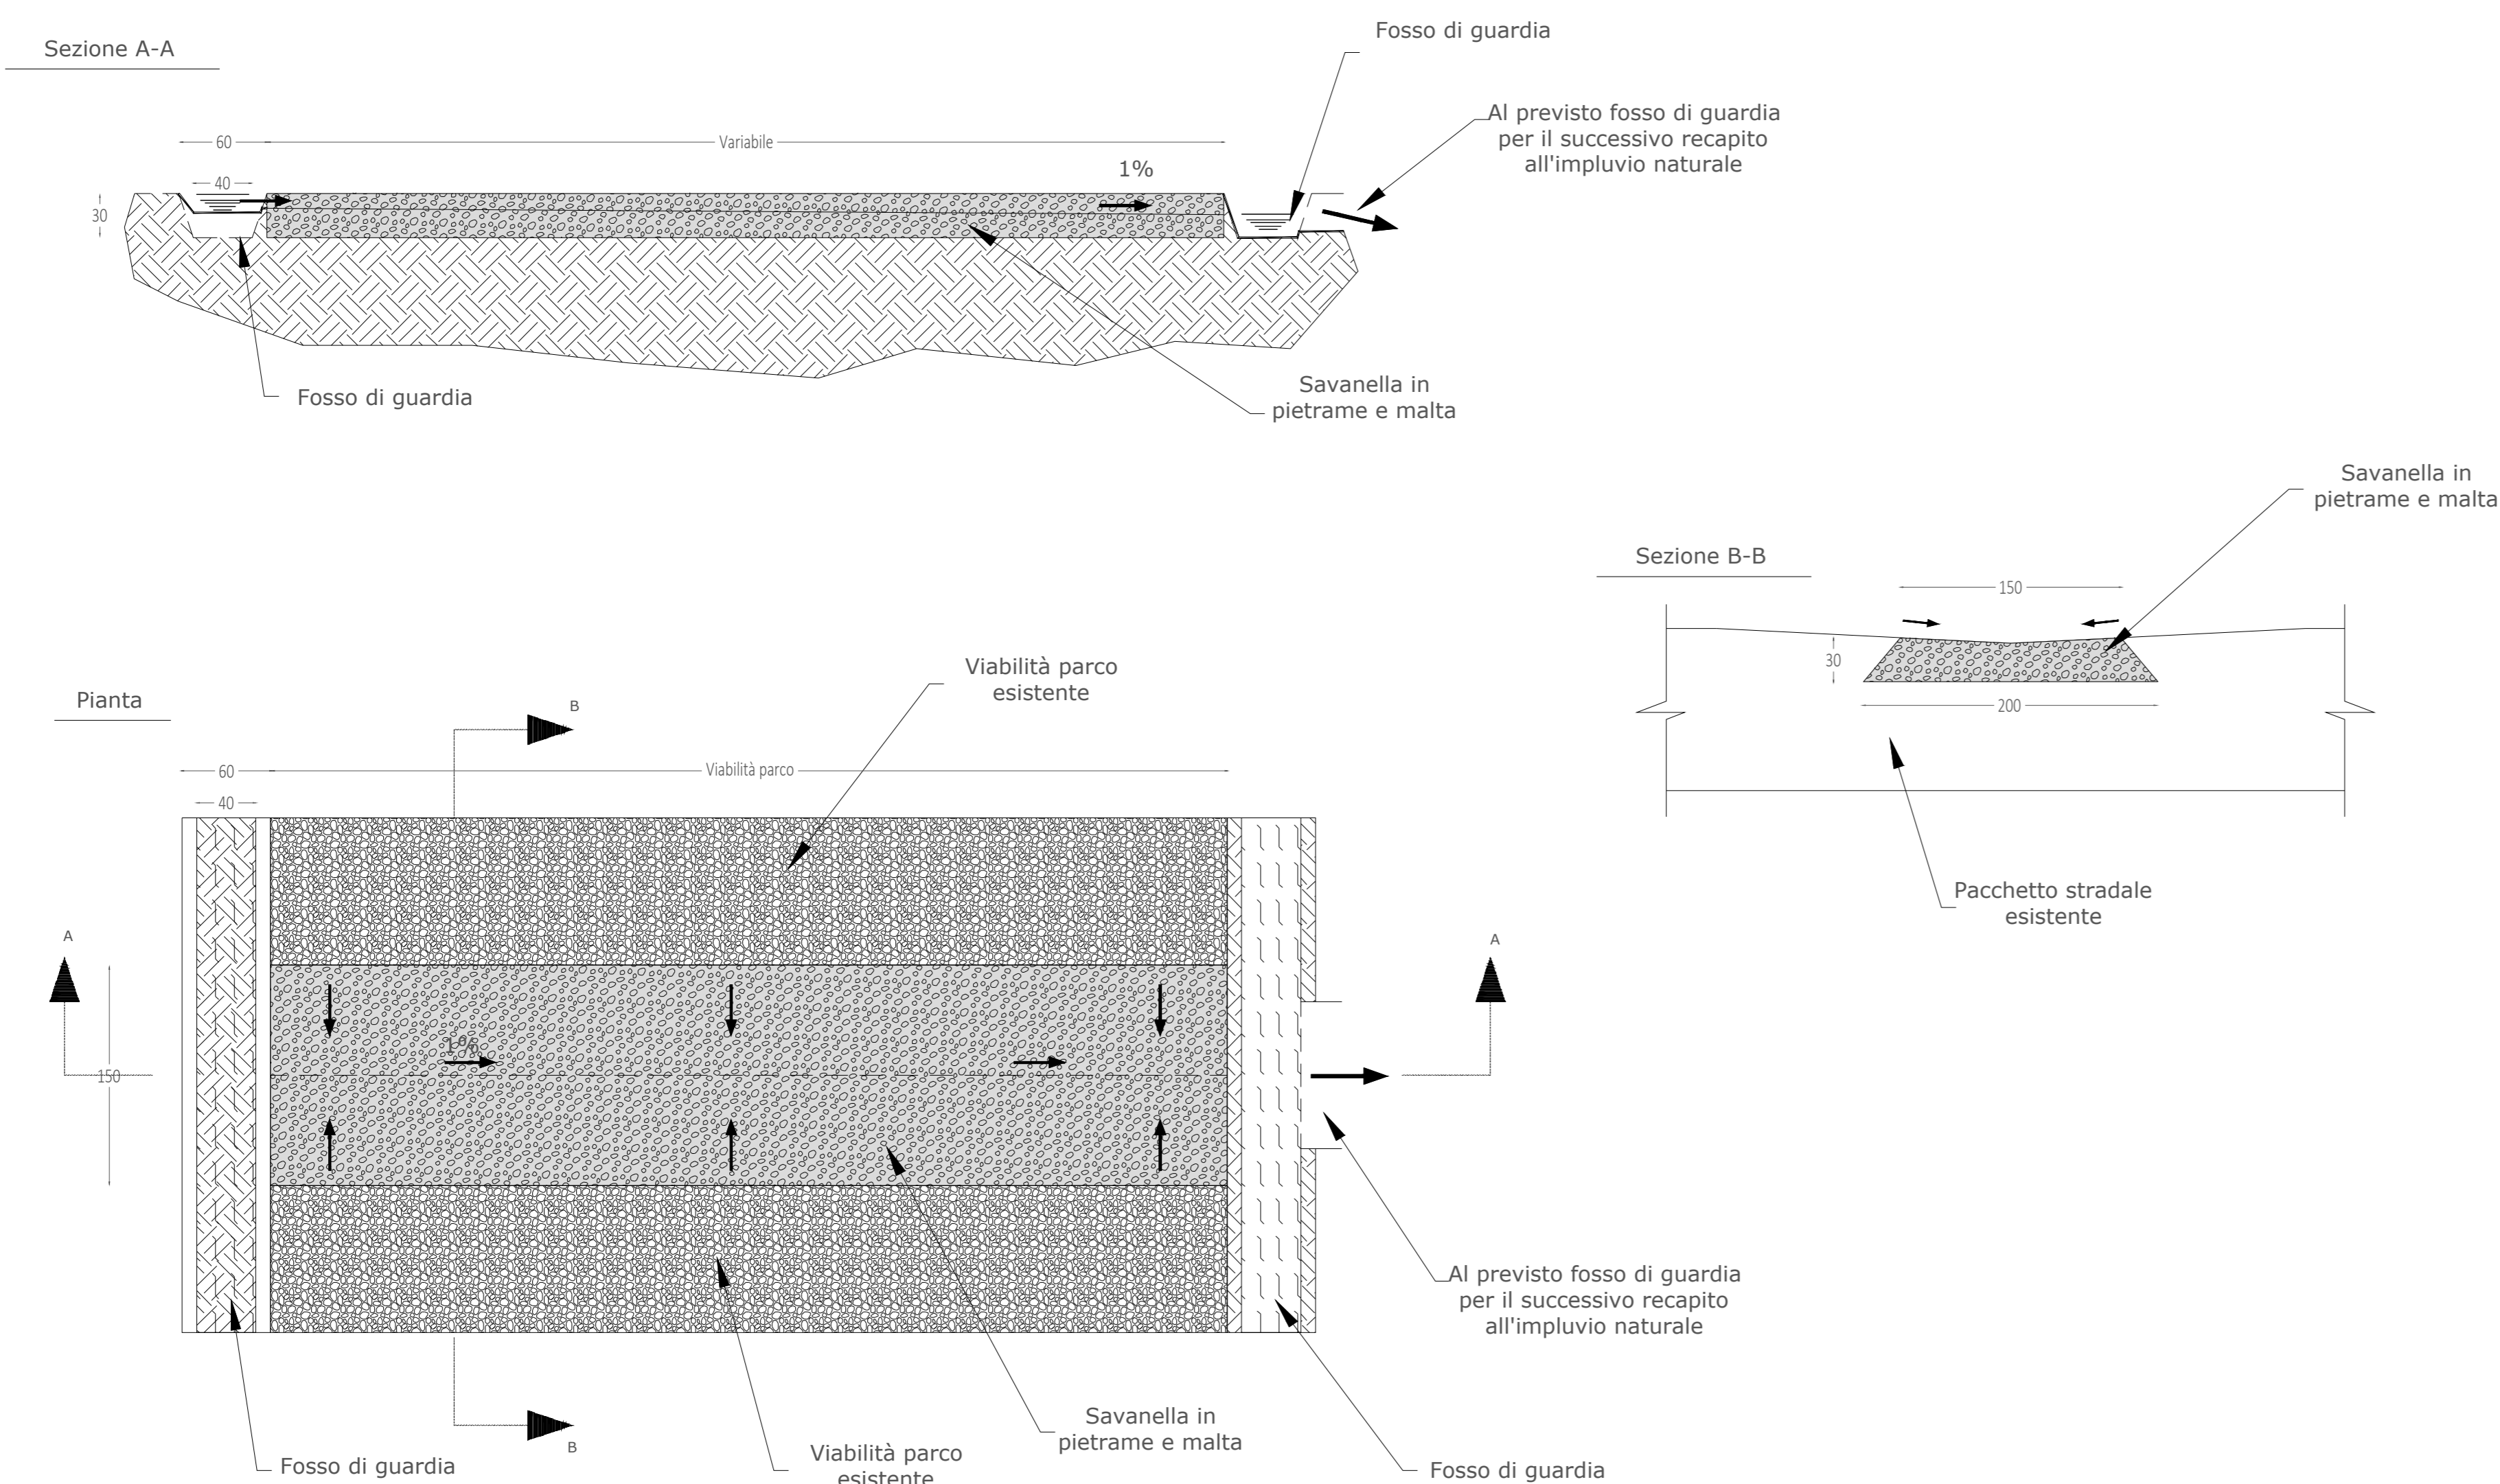 Sezione A-A
Fosso di guardia
Al previsto fosso di guardia
per il successivo recapito
all'impluvio naturale
60
Variabile
1%
40
30
Fosso di guardia
Savanella in
pietrame e malta
Sezione B-B
Savanella in
pietrame e malta
150
30
200
Pacchetto stradale
esistente
Pianta
B
Viabilità parco
esistente
60
Viabilità parco
40
A
A
150
1%
Al previsto fosso di guardia
per il successivo recapito
all'impluvio naturale
B
Fosso di guardia
Viabilità parco
esistente
Savanella in
pietrame e malta
Fosso di guardia